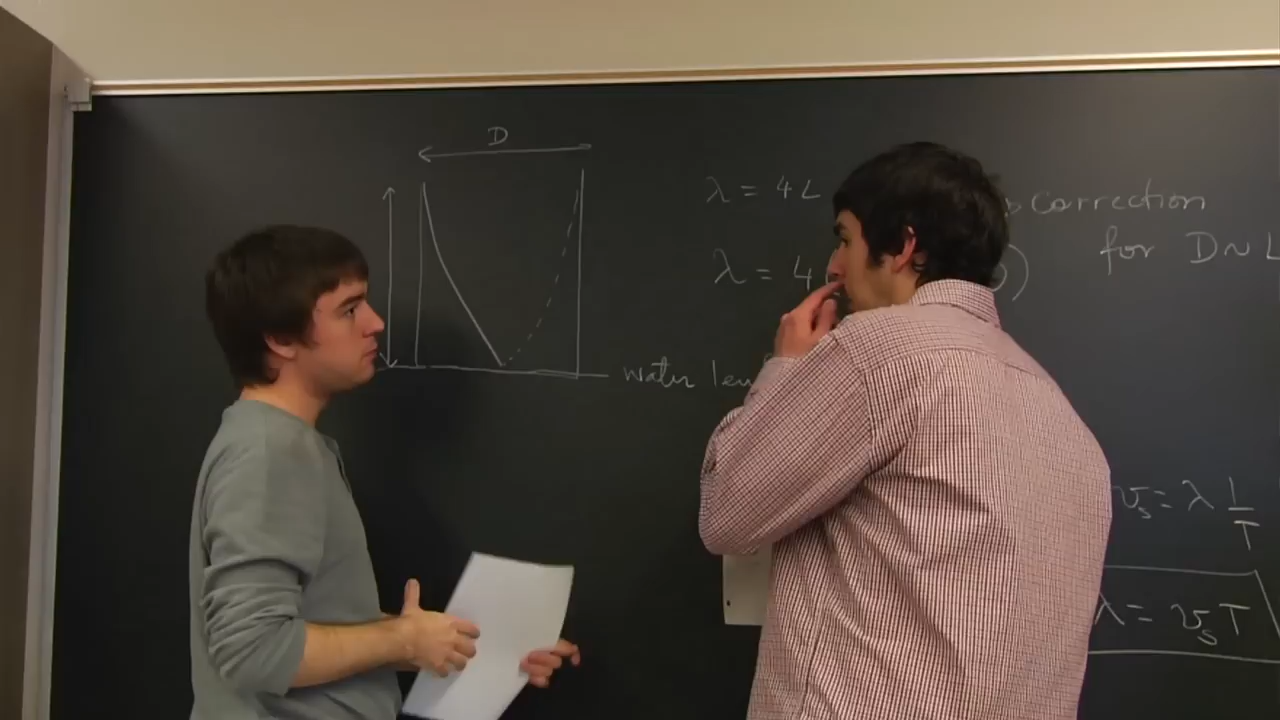 D
λ = 4L
correction
for D~L
λ = 4
)
water
v_s = λ 1/T
λ = v_s T